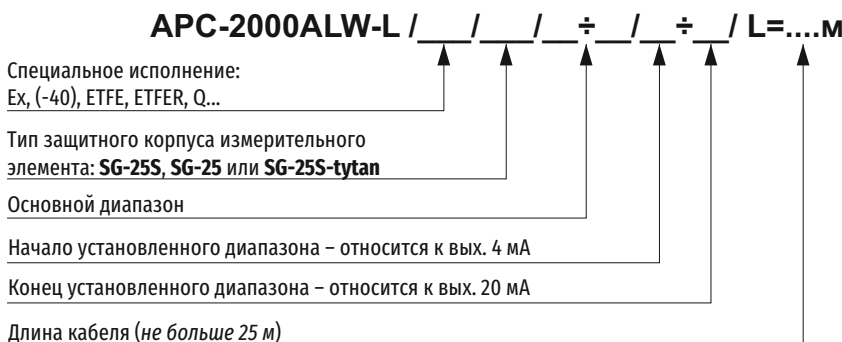 APC-2000ALW-L /___/___/__÷__/__÷__/ L=....м
Специальное исполнение:
Ex, (-40), ETFE, ETFER, Q...
Тип защитного корпуса измерительного
элемента: SG-25S, SG-25 или SG-25S-tytan
Основной диапазон
Начало установленного диапазона – относится к вых. 4 мА
Конец установленного диапазона – относится к вых. 20 мА
Длина кабеля (не больше 25 м)